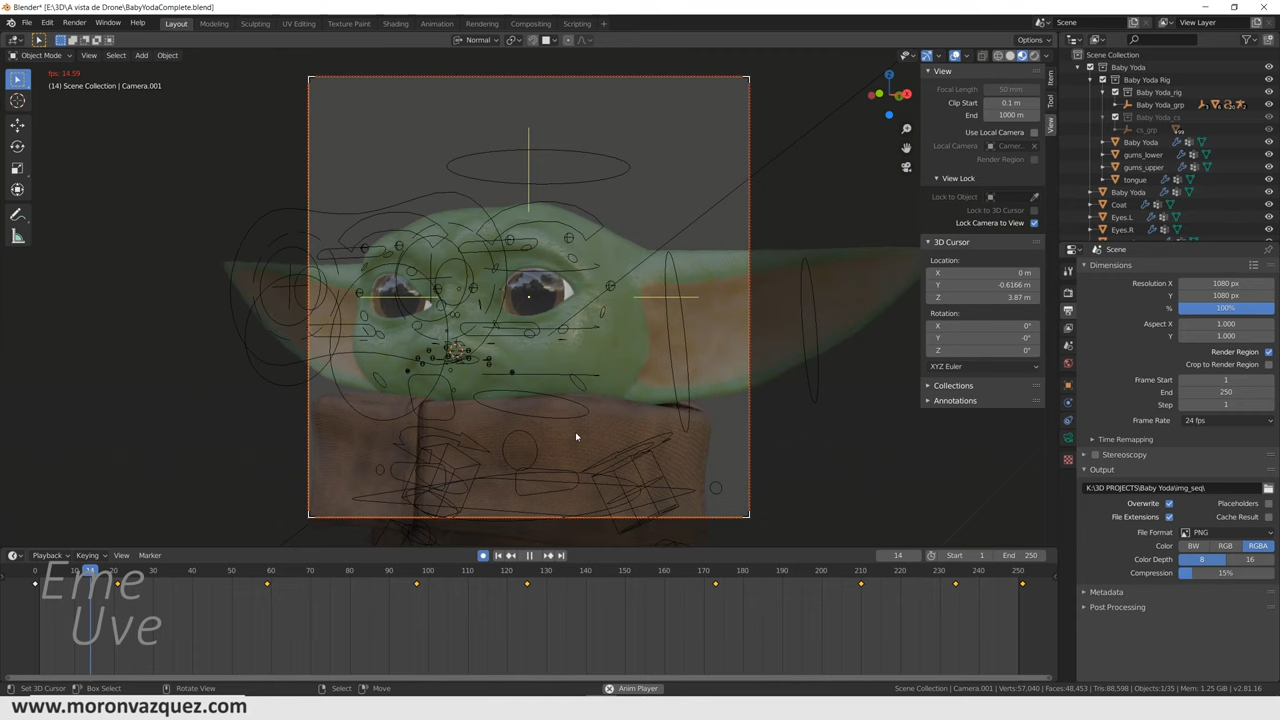 Blender* [E:\3D\A vista de Drone\BabyYodaComplete.blend]
File Edit Render Window Help Layout Modeling Sculpting UV Editing Texture Paint Shading Animation Rendering Compositing Scripting Scene View Layer
Normal Options
Object Mode View Select Add Object
fps: 14.59
(14) Scene Collection | Camera.001
View
Focal Length 50 mm
Clip Start 0.1 m
End 1000 m
Use Local Camera
Local Camera Camer...
Render Region
View Lock
Lock to Object
Lock to 3D Cursor
Lock Camera to View
3D Cursor
Location:
X 0 m
Y -0.6166 m
Z 3.87 m
Rotation:
X 0°
Y -0°
Z 0°
XYZ Euler
Collections
Annotations
Item
Tool
View
Scene Collection
Baby Yoda
Baby Yoda Rig
Baby Yoda_rig
Baby Yoda_grp
Baby Yoda_cs
cs_grp
Baby Yoda
gums_lower
gums_upper
tongue
Baby Yoda
Coat
Eyes.L
Eyes.R
Scene
Dimensions
Resolution X 1080 px
Y 1080 px
% 100%
Aspect X 1.000
Y 1.000
Render Region
Crop to Render Region
Frame Start 1
End 250
Step 1
Frame Rate 24 fps
Time Remapping
Stereoscopy
Output
K:\3D PROJECTS\Baby Yoda\img_seq\
Overwrite Placeholders
File Extensions Cache Result
File Format PNG
Color BW RGB RGBA
Color Depth 8 16
Compression 15%
Metadata
Post Processing
Playback Keying View Marker 14 Start 1 End 250
0 10 14 20 30 40 50 60 70 80 90 100 110 120 130 140 150 160 170 180 190 200 210 220 230 240 250
Eme
Uve
Set 3D Cursor Box Select Rotate View Select Move Anim Player Scene Collection | Camera.001 | Verts:57,040 | Faces:48,453 | Tris:88,598 | Objects:1/35 | Mem: 1.25 GiB | v2.81.16
www.moronvazquez.com